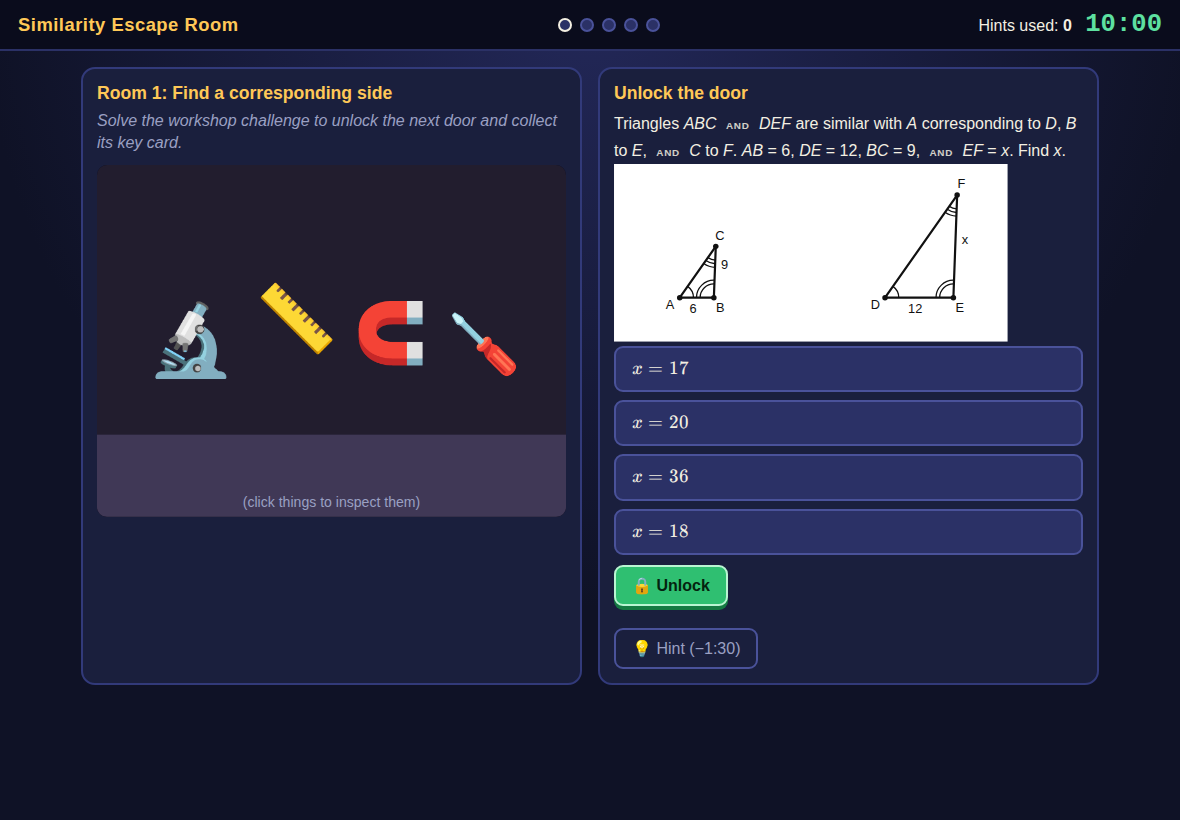 Similarity Escape Room
Hints used: 0 10:00
Room 1: Find a corresponding side
Solve the workshop challenge to unlock the next door and collect
its key card.
(click things to inspect them)
Unlock the door
Triangles ABC AND DEF are similar with A corresponding to D, B
to E, AND C to F. AB = 6, DE = 12, BC = 9, AND EF = x. Find x.
F
C
x
9
A
6
B
D
12
E
x = 17
x = 20
x = 36
x = 18
🔒 Unlock
💡 Hint (−1:30)